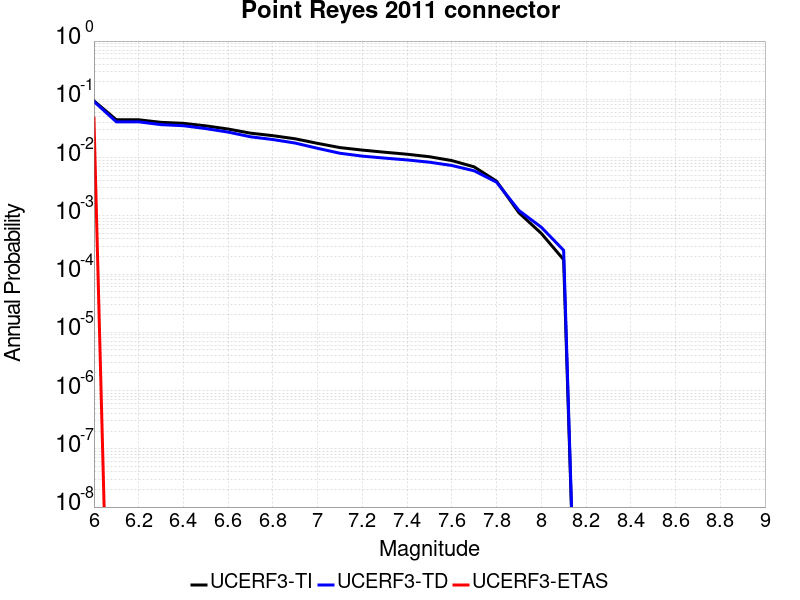 Point Reyes 2011 connector
10^0
10^-1
10^-2
10^-3
10^-4
10^-5
10^-6
10^-7
10^-8
Annual Probability
6 6.2 6.4 6.6 6.8 7 7.2 7.4 7.6 7.8 8 8.2 8.4 8.6 8.8 9
Magnitude
UCERF3-TI UCERF3-TD UCERF3-ETAS